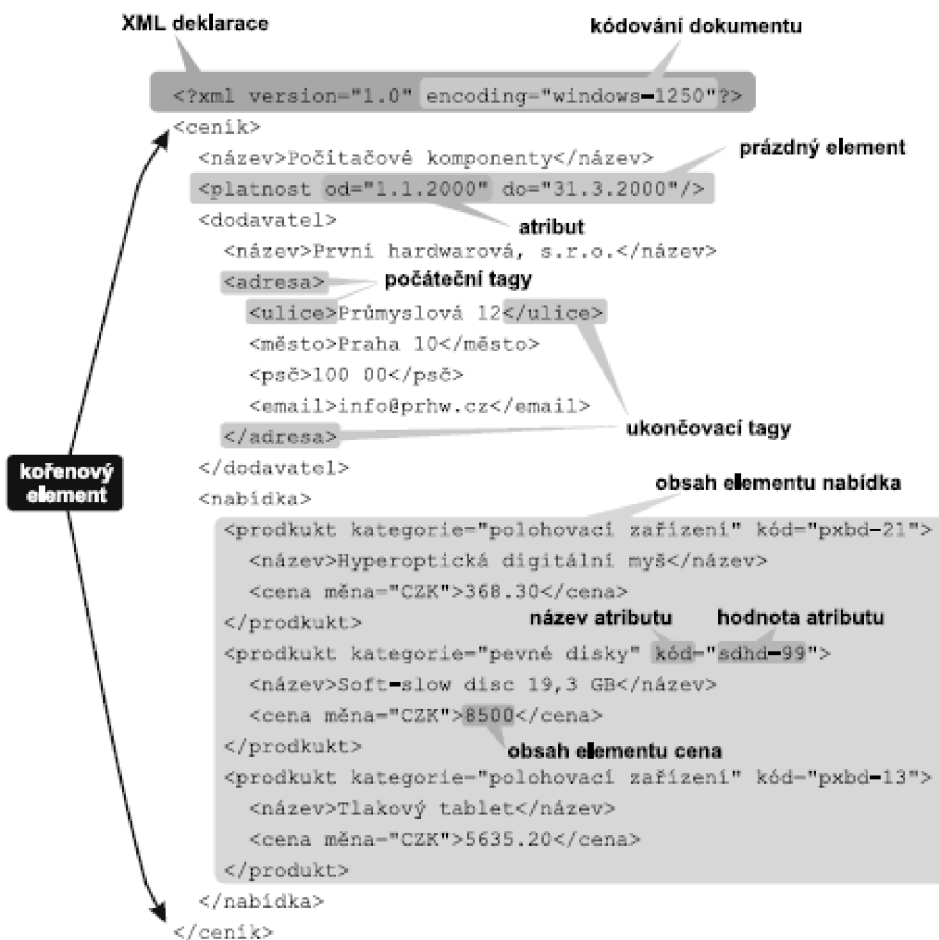 XML deklarace
kódování dokumentu
<?xml version="1.0" encoding="windows-1250"?>
<ceník>
<název>Počítačové komponenty</název>
prázdný element
<platnost od="1.1.2000" do="31.3.2000"/>
<dodavatel>
atribut
<název>První hardwarová, s.r.o.</název>
<adresa>
počáteční tagy
<ulice>Průmyslová 12</ulice>
<město>Praha 10</město>
<psč>100 00</psč>
<email>info@prhw.cz</email>
</adresa>
ukončovací tagy
</dodavatel>
kořenový
element
<nabídka>
obsah elementu nabídka
<prodkukt kategorie="polohovací zařízení" kód="pxbd-21">
<název>Hyperoptická digitální myš</název>
<cena měna="CZK">368.30</cena>
</prodkukt>
název atributu
hodnota atributu
<prodkukt kategorie="pevné disky" kód="sdhd-99">
<název>Soft-slow disc 19,3 GB</název>
<cena měna="CZK">8500</cena>
</prodkukt>
obsah elementu cena
<prodkukt kategorie="polohovací zařízení" kód="pxbd-13">
<název>Tlakový tablet</název>
<cena měna="CZK">5635.20</cena>
</produkt>
</nabídka>
</ceník>